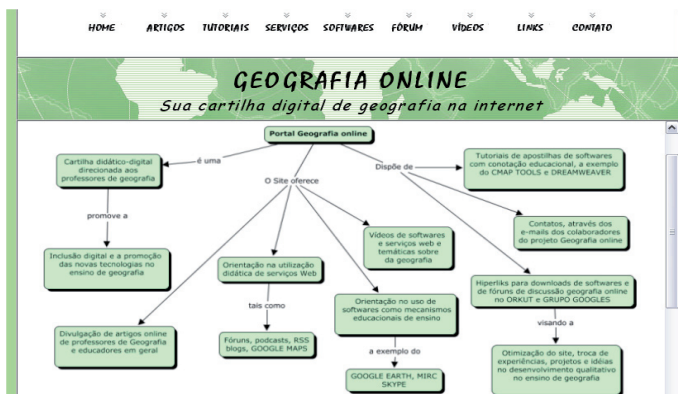 HOME ARTIGOS TUTORIAIS SERVIÇOS SOFTWARES FÓRUM VÍDEOS LINKS CONTATO
GEOGRAFIA ONLINE
Sua cartilha digital de geografia na internet
Portal Geografia online
é uma
O Site oferece
Dispõe de
Cartilha didático-digital
direcionada aos
professores de geografia
promove a
Inclusão digital e a promoção
das novas tecnologias no
ensino de geografia
Divulgação de artigos online
de professores de Geografia
e educadores em geral
Orientação na utilização
didática de serviços Web
tais como
Fóruns, podcasts, RSS
blogs, GOOGLE MAPS
Vídeos de softwares
e serviços web e
temáticas sobre
da geografia
Orientação no uso de
softwares como mecanismos
educacionais de ensino
a exemplo do
GOOGLE EARTH, MIRC
SKYPE
Tutoriais de apostilhas de softwares
com conotação educacional, a exemplo
do CMAP TOOLS e DREAMWEAVER
Contatos, através dos
e-mails dos colaboradores
do projeto Geografia online
Hiperliks para downloads de softwares e
de fóruns de discussão geografia online
no ORKUT e GRUPO GOOGLES
visando a
Otimização do site, troca de
experiências, projetos e idéias
no desenvolvimento qualitativo
no ensino de geografia